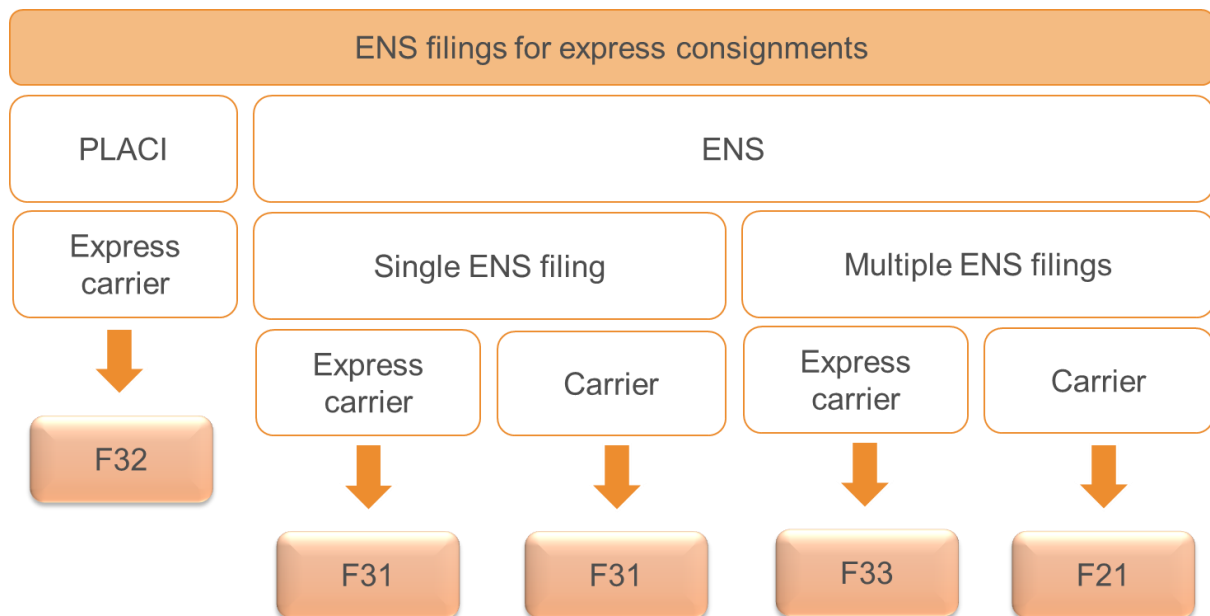 ENS filings for express consignments
PLACI
ENS
Express
carrier
Single ENS filing
Multiple ENS filings
Express
carrier
Carrier
Express
carrier
Carrier
F32
F31
F31
F33
F21